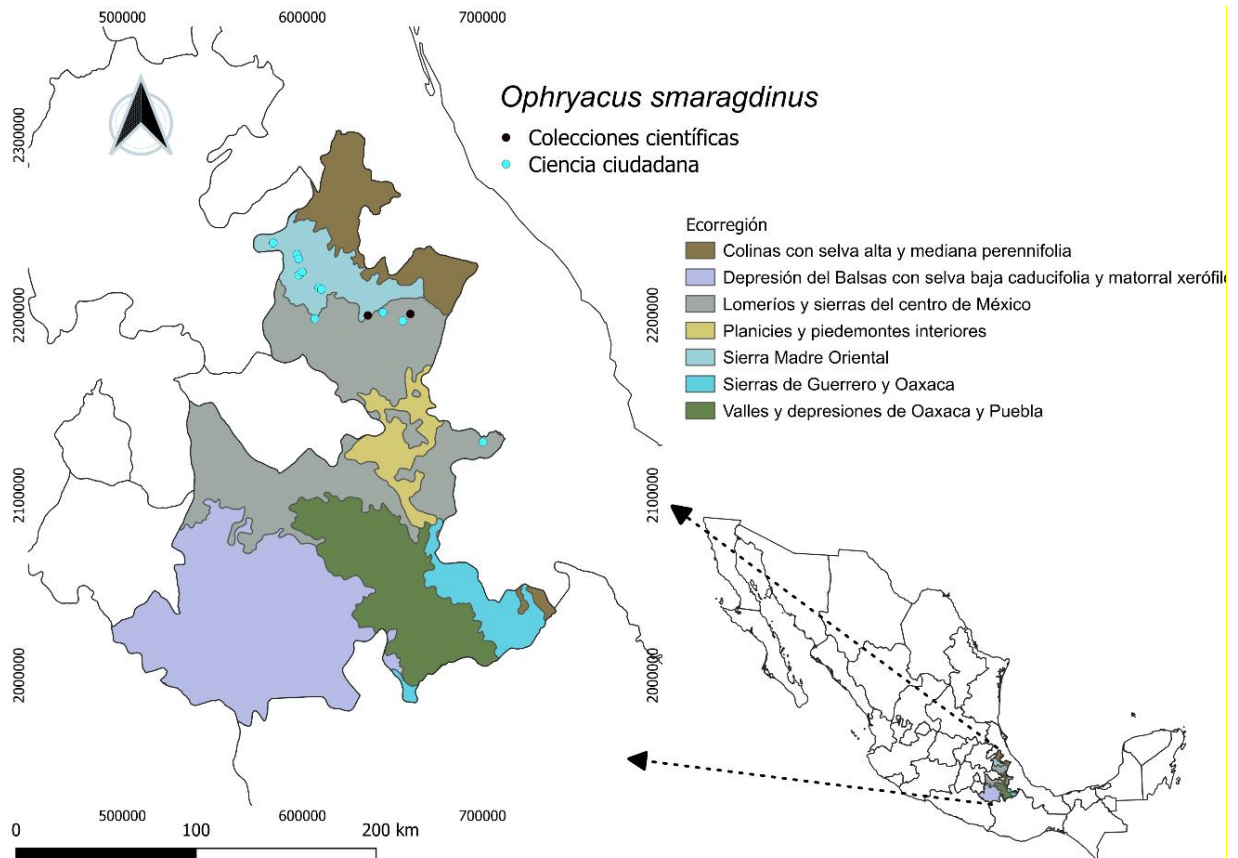 500000 600000 700000
Ophryacus smaragdinus
Colecciones científicas
Ciencia ciudadana
2300000
Ecorregión
Colinas con selva alta y mediana perennifolia
Depresión del Balsas con selva baja caducifolia y matorral xerófilo
Lomeríos y sierras del centro de México
Planicies y piedemontes interiores
Sierra Madre Oriental
Sierras de Guerrero y Oaxaca
Valles y depresiones de Oaxaca y Puebla
2200000 2200000
2100000 2100000
2000000 2000000
500000 600000 700000
0 100 200 km